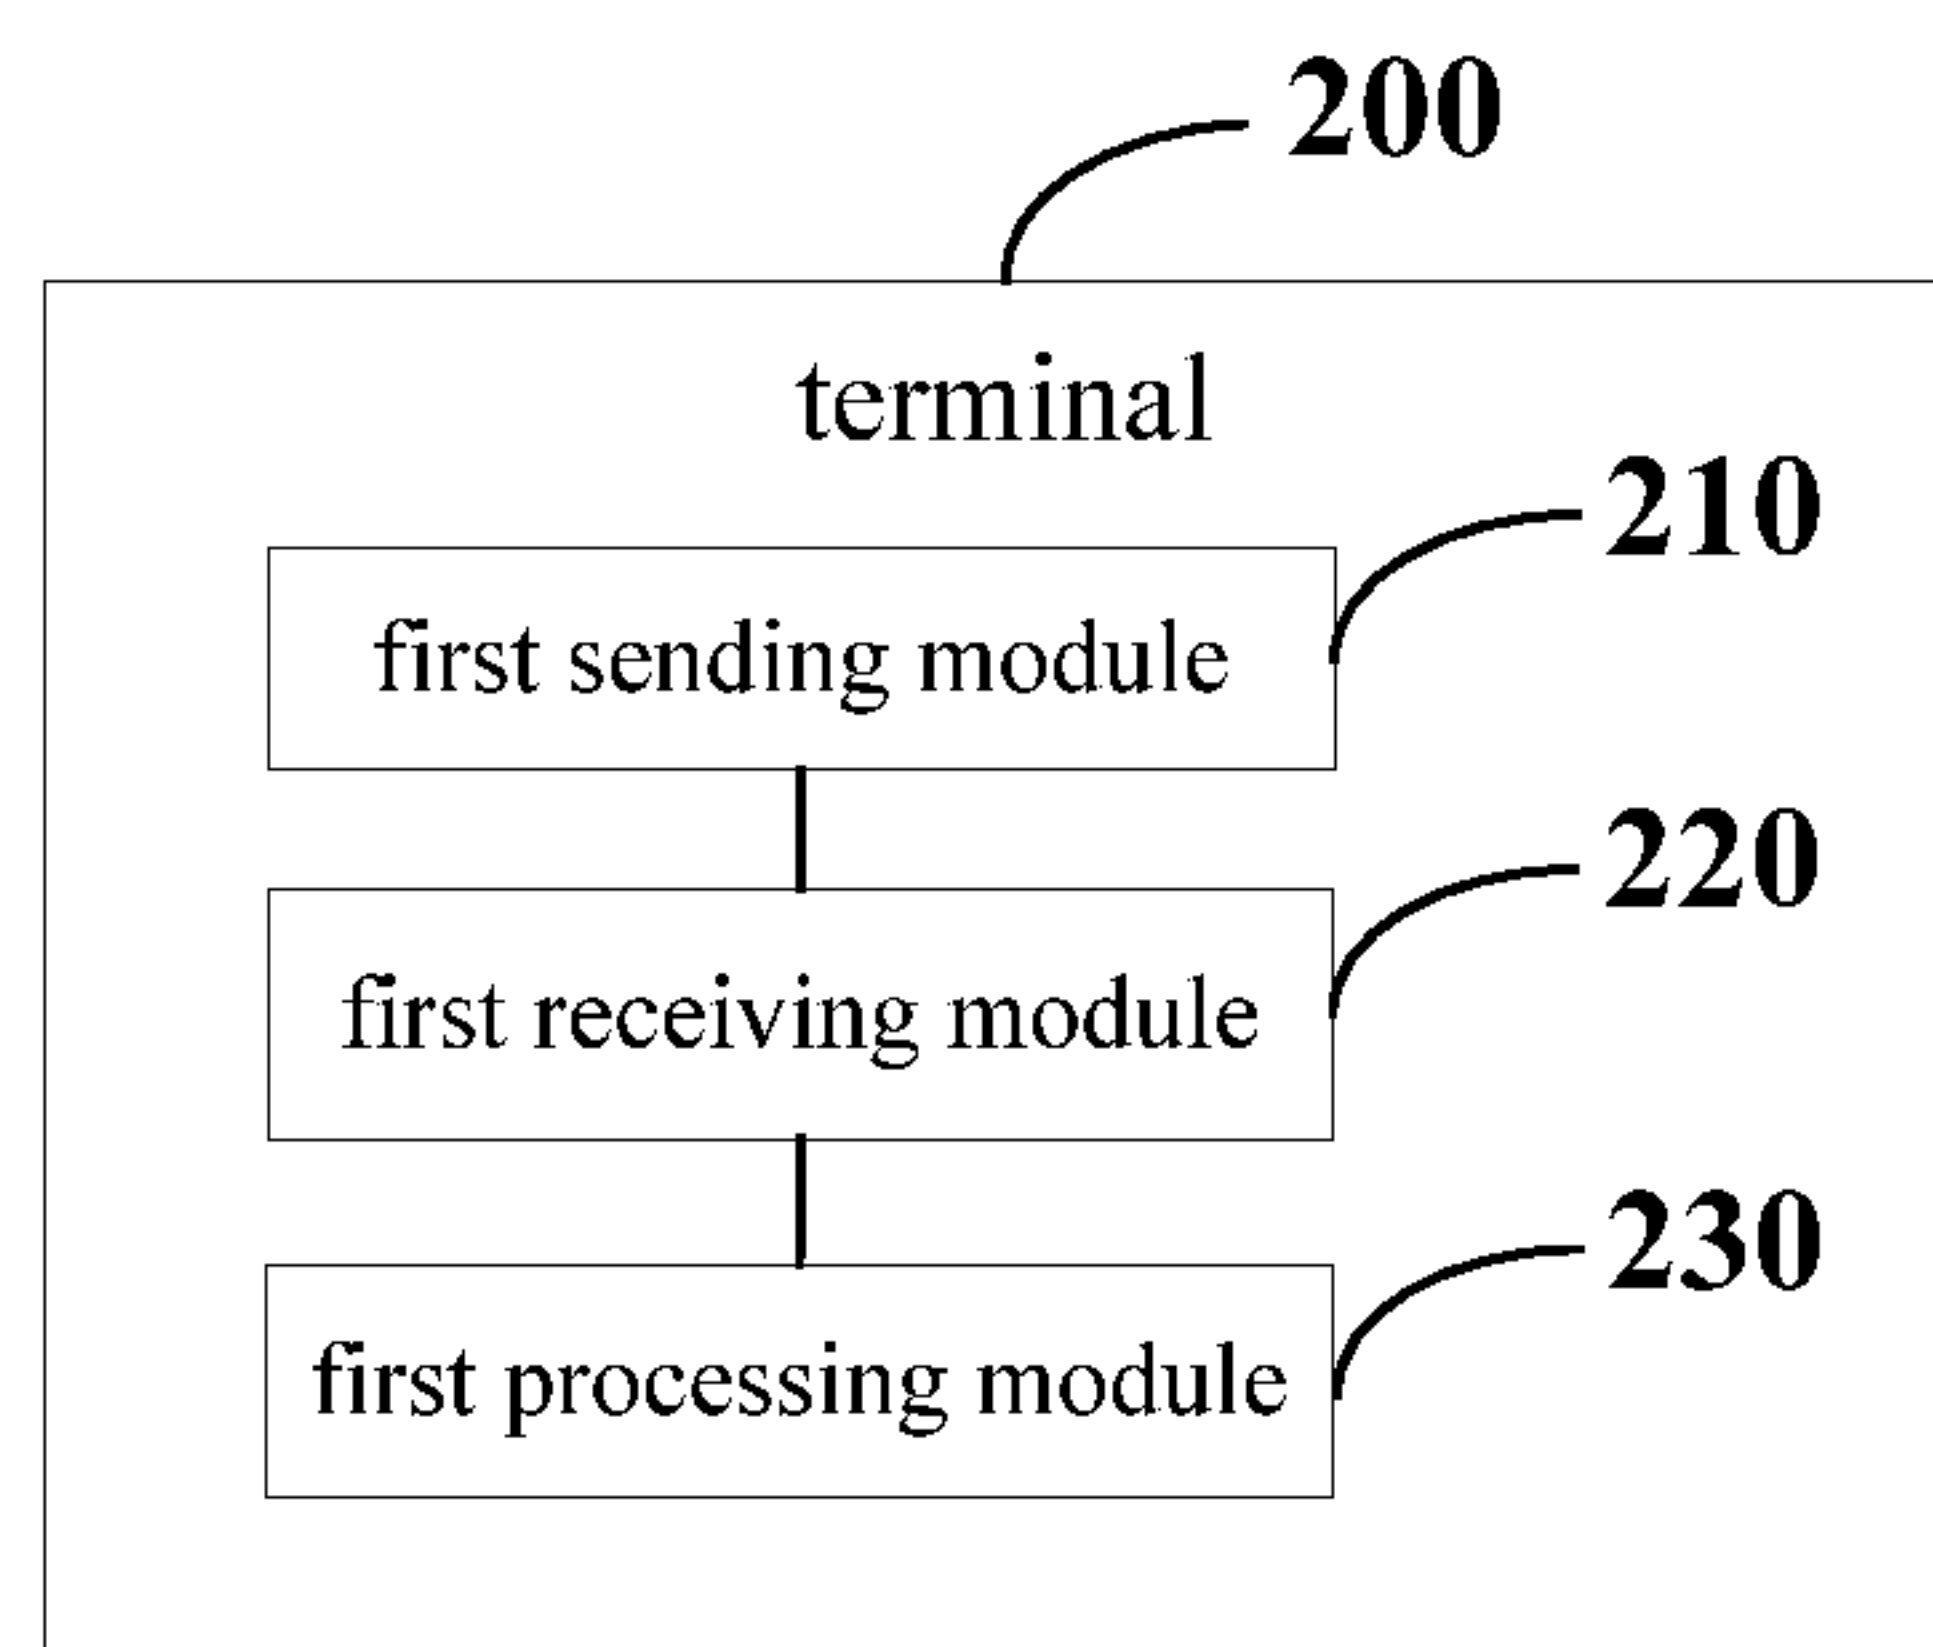 200
terminal
210
first sending module
220
first receiving module
230
first processing module